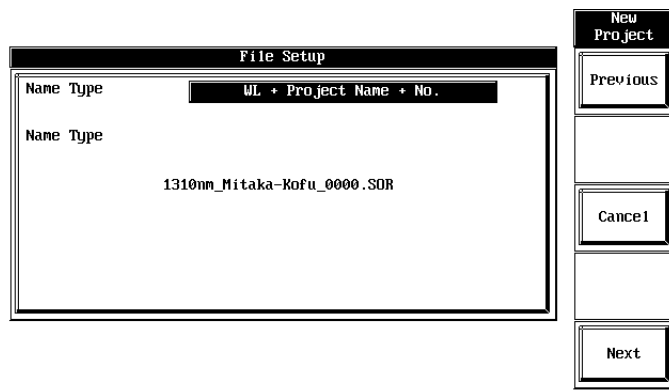 New
Project
File Setup
Previous
Name Type
WL + Project Name + No.
Name Type
1310nm_Mitaka-Kofu_0000.SOR
Cancel
Next